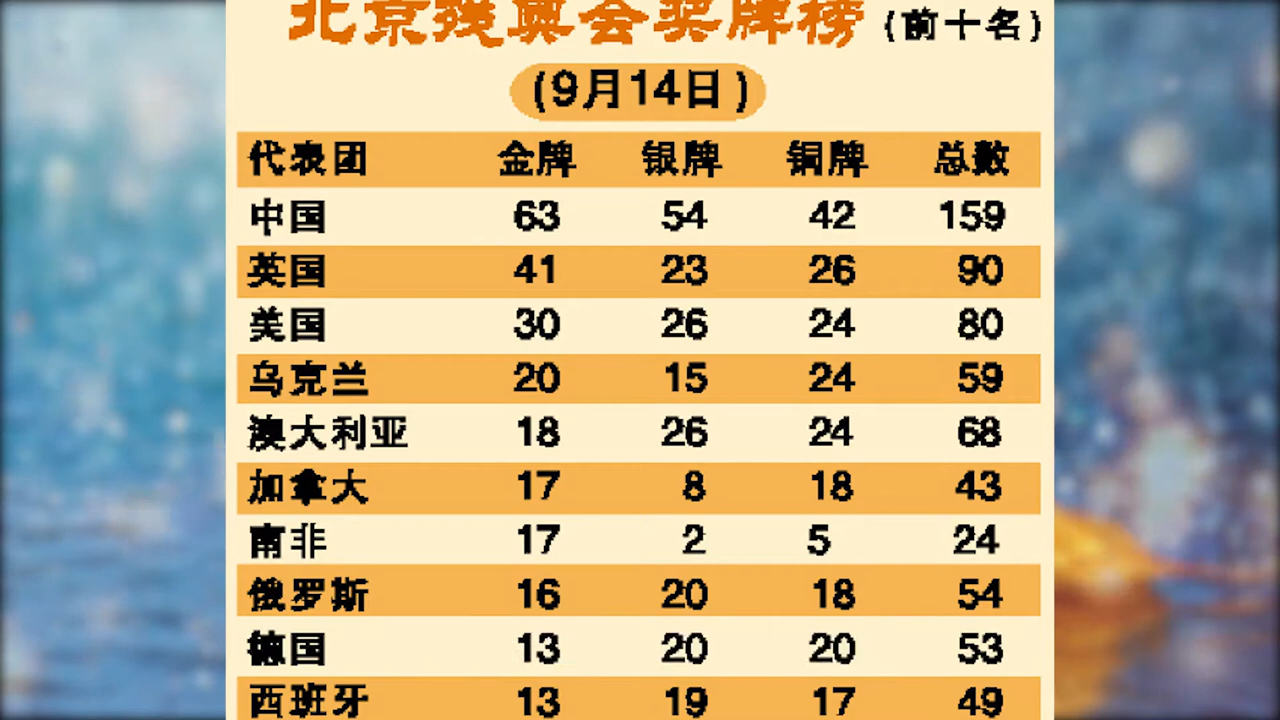 北京残奥会奖牌榜(前十名)
(9月14日)
代表团 金牌 银牌 铜牌 总数
中国 63 54 42 159
英国 41 23 26 90
美国 30 26 24 80
乌克兰 20 15 24 59
澳大利亚 18 26 24 68
加拿大 17 8 18 43
南非 17 2 5 24
俄罗斯 16 20 18 54
德国 13 20 20 53
西班牙 13 19 17 49